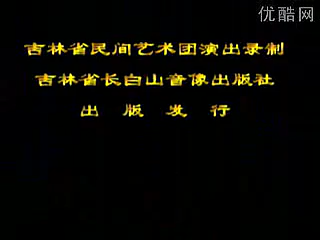 优酷网
吉林省民间艺术团演出录制
吉林省长白山音像出版社
出 版 发 行